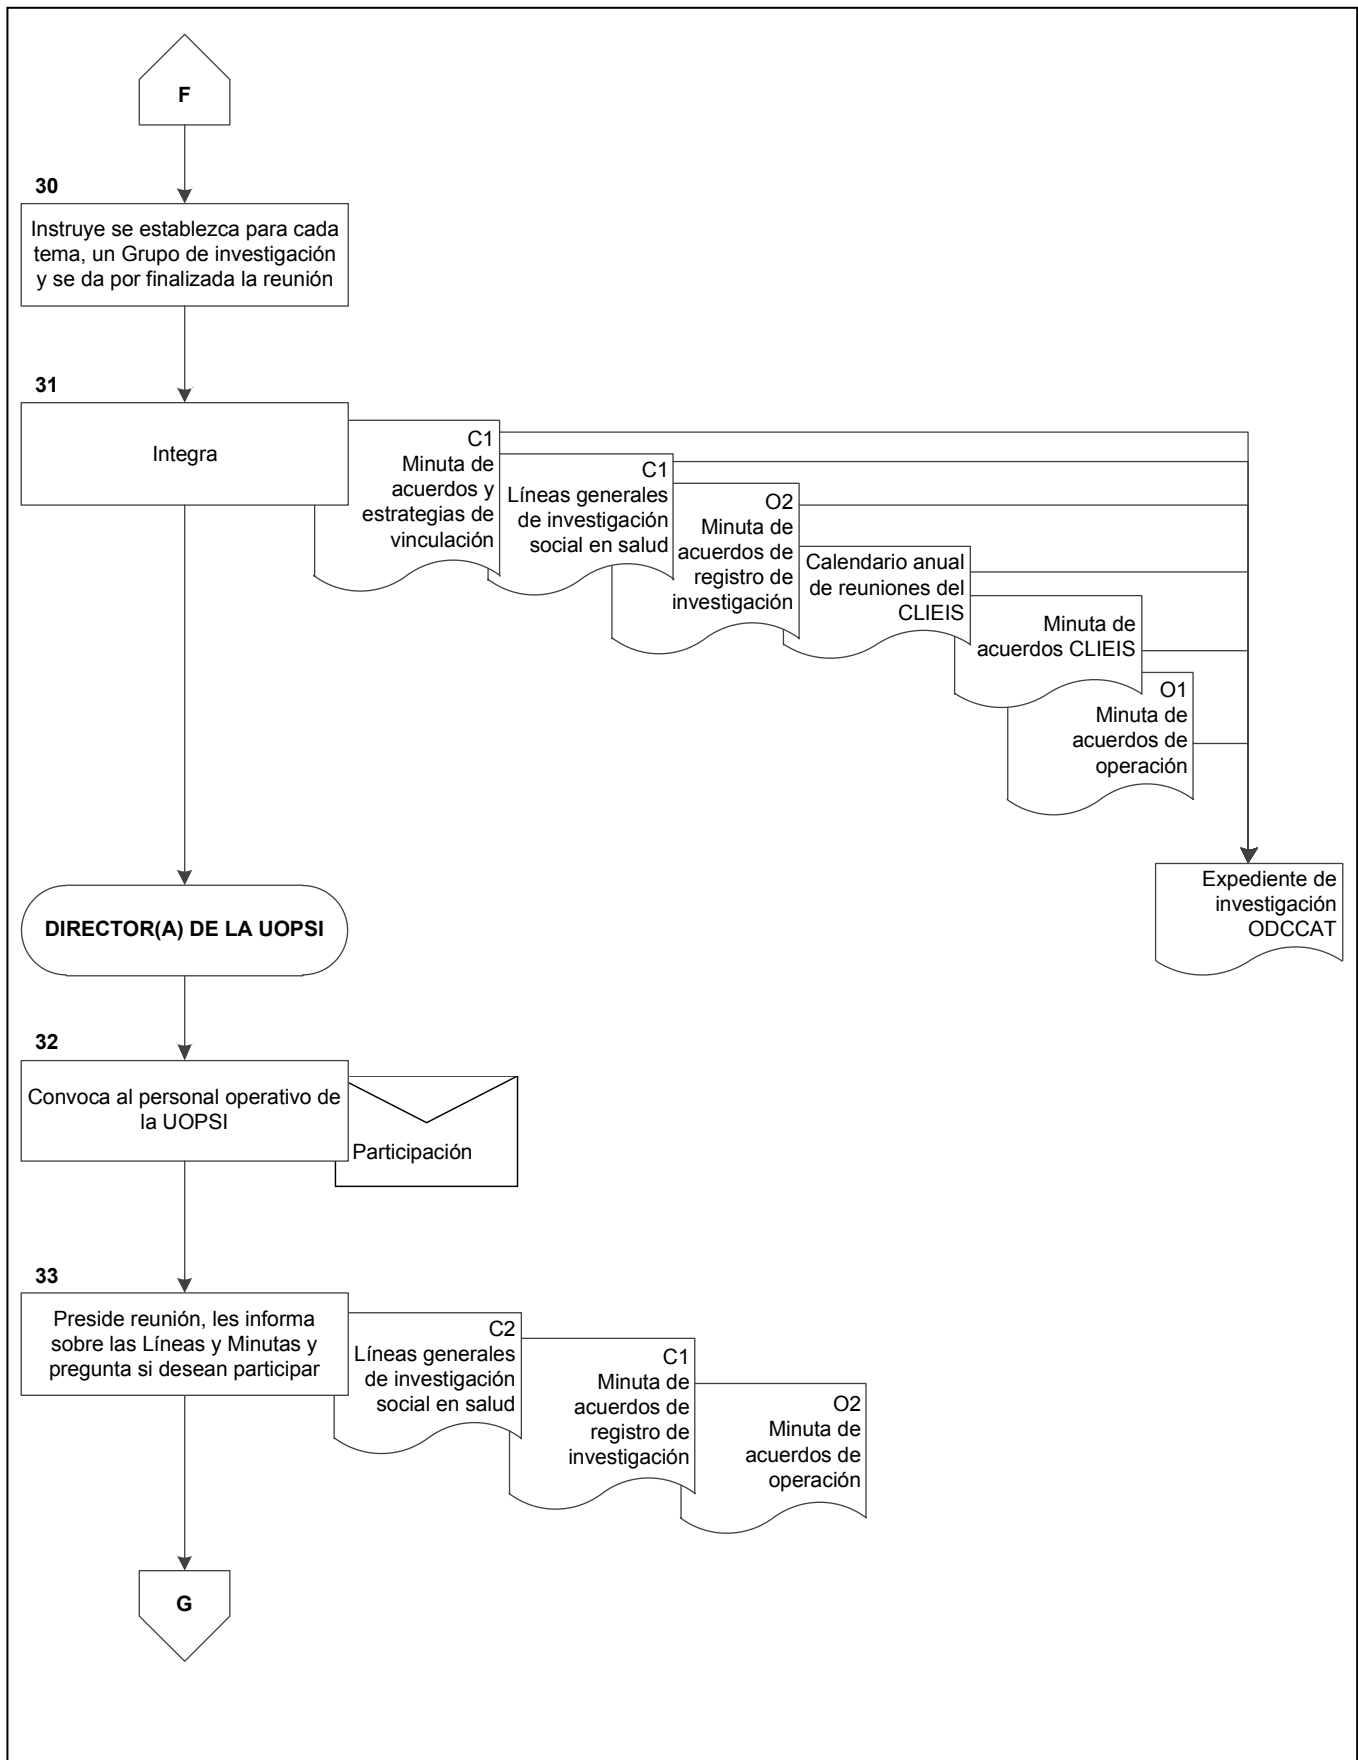 F
30
Instruye se establezca para cada
tema, un Grupo de investigación
y se da por finalizada la reunión
31
Integra
C1
Minuta de
acuerdos y
estrategias de
vinculación
C1
Líneas generales
de investigación
social en salud
O2
Minuta de
acuerdos de
registro de
investigación
Calendario anual
de reuniones del
CLIEIS
Minuta de
acuerdos CLIEIS
O1
Minuta de
acuerdos de
operación
Expediente de
investigación
ODCCAT
DIRECTOR(A) DE LA UOPSI
32
Convoca al personal operativo de
la UOPSI
Participación
33
Preside reunión, les informa
sobre las Líneas y Minutas y
pregunta si desean participar
C2
Líneas generales
de investigación
social en salud
C1
Minuta de
acuerdos de
registro de
investigación
O2
Minuta de
acuerdos de
operación
G